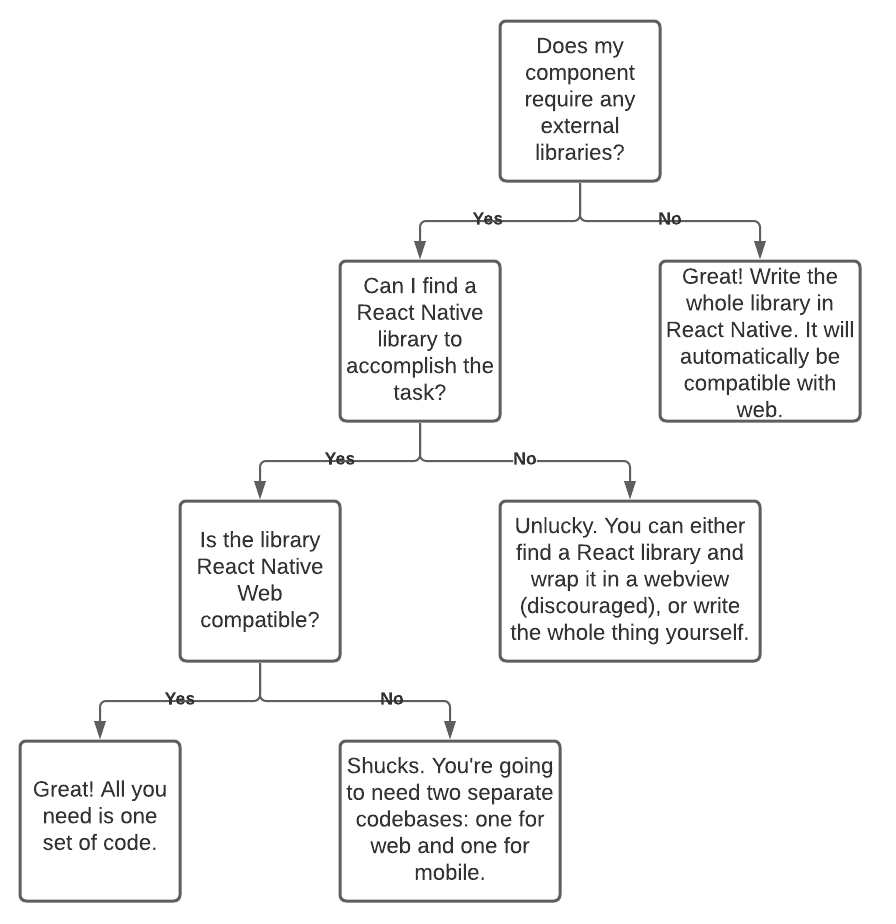 Does my
component
require any
external
libraries?
Yes
No
Can I find a
React Native
library to
accomplish the
task?
Great! Write the
whole library in
React Native. It will
automatically be
compatible with
web.
Yes
No
Is the library
React Native
Web
compatible?
Unlucky. You can either
find a React library and
wrap it in a webview
(discouraged), or write
the whole thing yourself.
Yes
No
Great! All you
need is one
set of code.
Shucks. You're going
to need two separate
codebases: one for
web and one for
mobile.